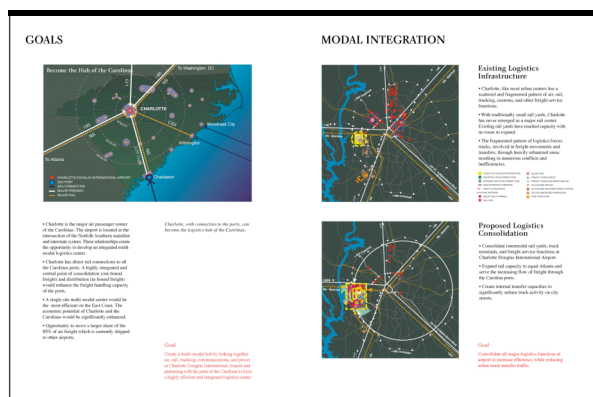 GOALS
MODAL INTEGRATION
Become the Hub of the Carolinas
To Washington, DC
CHARLOTTE
Morehead City
Wilmington
To Atlanta
Charleston
CHARLOTTE DOUGLAS INTERNATIONAL AIRPORT
SEA PORT
SEA CONNECTION
MAJOR FREEWAY
MAJOR RAIL
• Charlotte is the major air passenger center
of the Carolinas. The airport is located at the
intersection of the Norfolk-Southern mainline
and interstate system. These relationships create
the opportunity to develop an integrated multi-
modal logistics center.
• Charlotte has direct rail connections to all
the Carolinas ports. A highly integrated and
central point of consolidation (out-bound
freight) and distribution (in-bound freight)
would enhance the freight handling capacity
of the ports.
• A single site multi-modal center would be
the most efficient on the East Coast. The
economic potential of Charlotte and the
Carolinas would be significantly enhanced.
• Opportunity to move a larger share of the
85% of air freight which is currently shipped
to other airports.
Charlotte, with connection to the ports, can
become the logistics hub of the Carolinas.
Goal
Create a multi-modal hub by linking together
air, rail, trucking, communications, and power
at Charlotte Douglas International Airport and
partnering with the ports of the Carolinas to form
a highly efficient and integrated logistics center.
Existing Logistics
Infrastructure
• Charlotte, like most urban centers has a
scattered and fragmented pattern of air, rail,
trucking, customs, and other freight service
functions.
• With traditionally small rail yards, Charlotte
has never emerged as a major rail center.
Existing rail yards have reached capacity with
no room to expand.
• The fragmented pattern of logistics forces
trucks, involved in freight movements and
transfers, through heavily urbanized areas
resulting in numerous conflicts and
inefficiencies.
Proposed Logistics
Consolidation
• Consolidate intermodal rail yards, truck
terminals, and freight service functions at
Charlotte Douglas International Airport.
• Expand rail capacity to equal Atlanta and
serve the increasing flow of freight through
the Carolina ports.
• Create internal transfer capacities to
significantly reduce truck activity on city
streets.
Goal
Consolidate all major logistics functions at
airport to increase efficiency while reducing
urban truck transfer traffic.